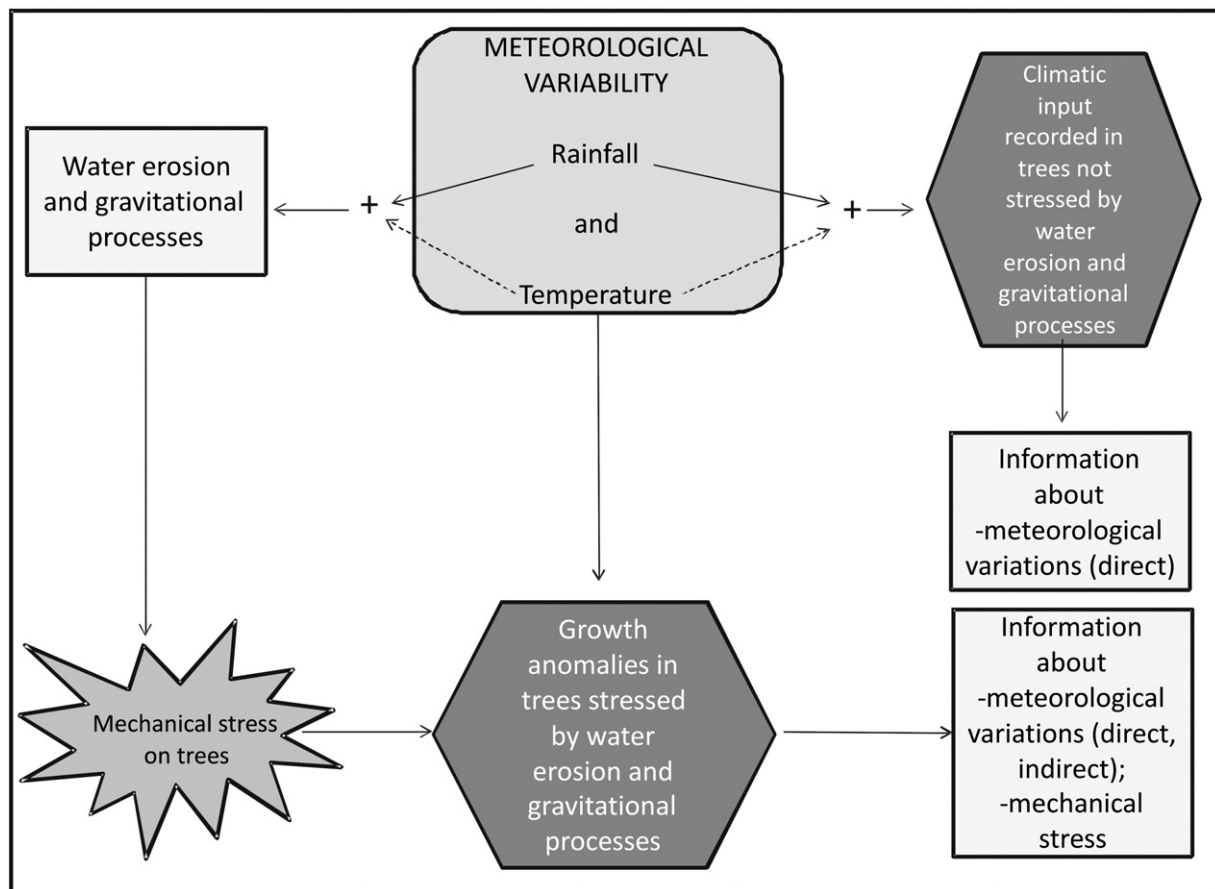 METEOROLOGICAL
VARIABILITY
Rainfall
and
Temperature
+
+
Water erosion
and gravitational
processes
Climatic
input
recorded in
trees not
stressed by
water
erosion and
gravitational
processes
Information
about
-meteorological
variations (direct)
Mechanical stress
on trees
Growth
anomalies in
trees stressed
by water
erosion and
gravitational
processes
Information
about
-meteorological
variations (direct,
indirect);
-mechanical
stress